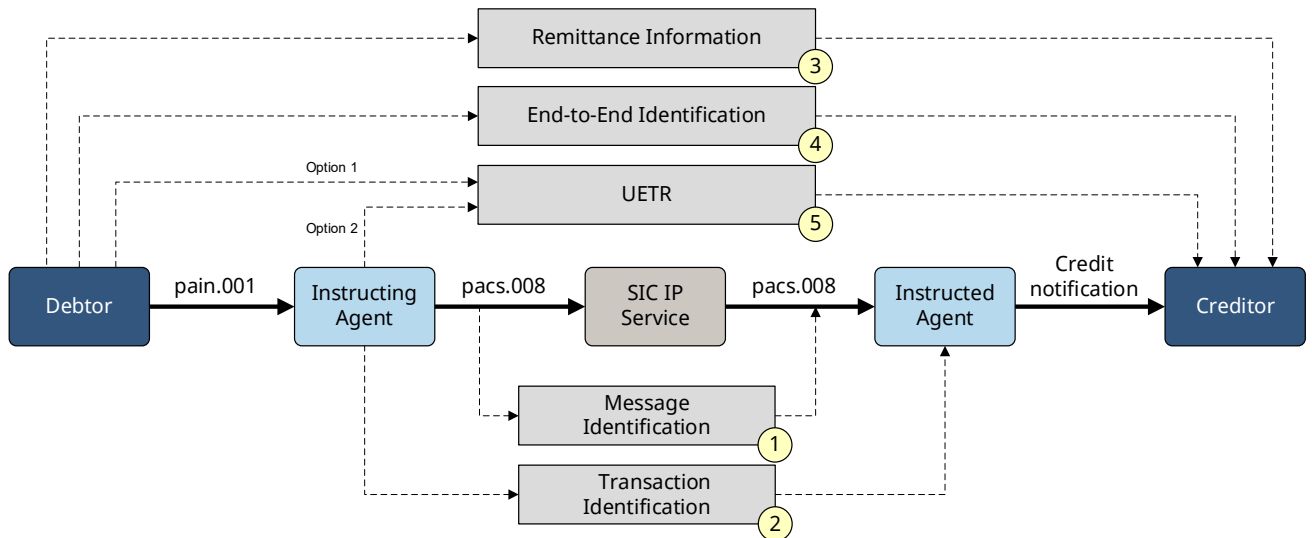 Remittance Information
3
End-to-End Identification
4
Option 1
UETR
5
Option 2
Debtor
pain.001
Instructing
Agent
pacs.008
SIC IP
Service
pacs.008
Instructed
Agent
Credit
notification
Creditor
Message
Identification
1
Transaction
Identification
2